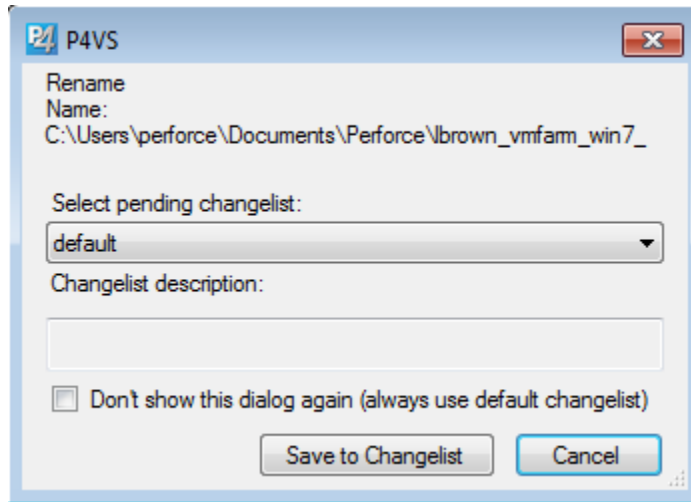 P4 P4VS
Rename
Name:
C:\Users\perforce\Documents\Perforce\lbrown_vmfarm_win7_
Select pending changelist:
default
Changelist description:
Don't show this dialog again (always use default changelist)
Save to Changelist
Cancel